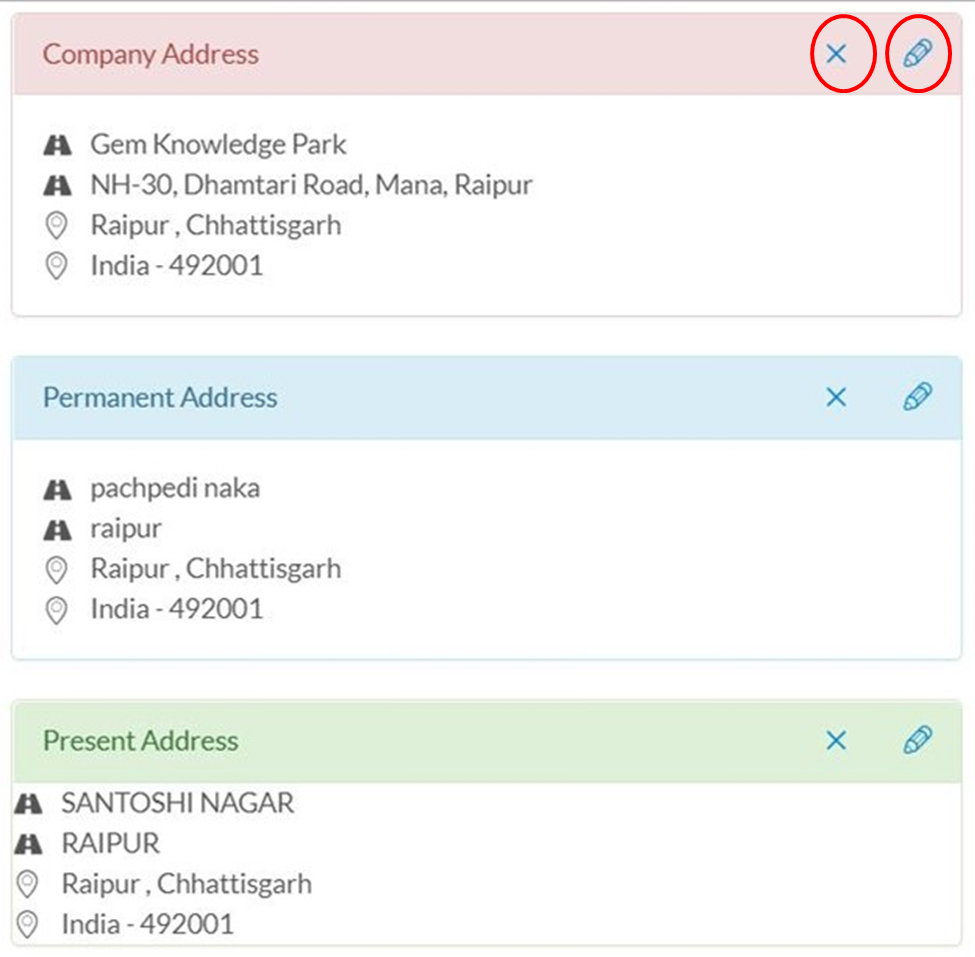 Company Address
Gem Knowledge Park
NH-30, Dhamtari Road, Mana, Raipur
Raipur , Chhattisgarh
India - 492001
Permanent Address
pachpedi naka
raipur
Raipur , Chhattisgarh
India - 492001
Present Address
SANTOSHI NAGAR
RAIPUR
Raipur , Chhattisgarh
India - 492001